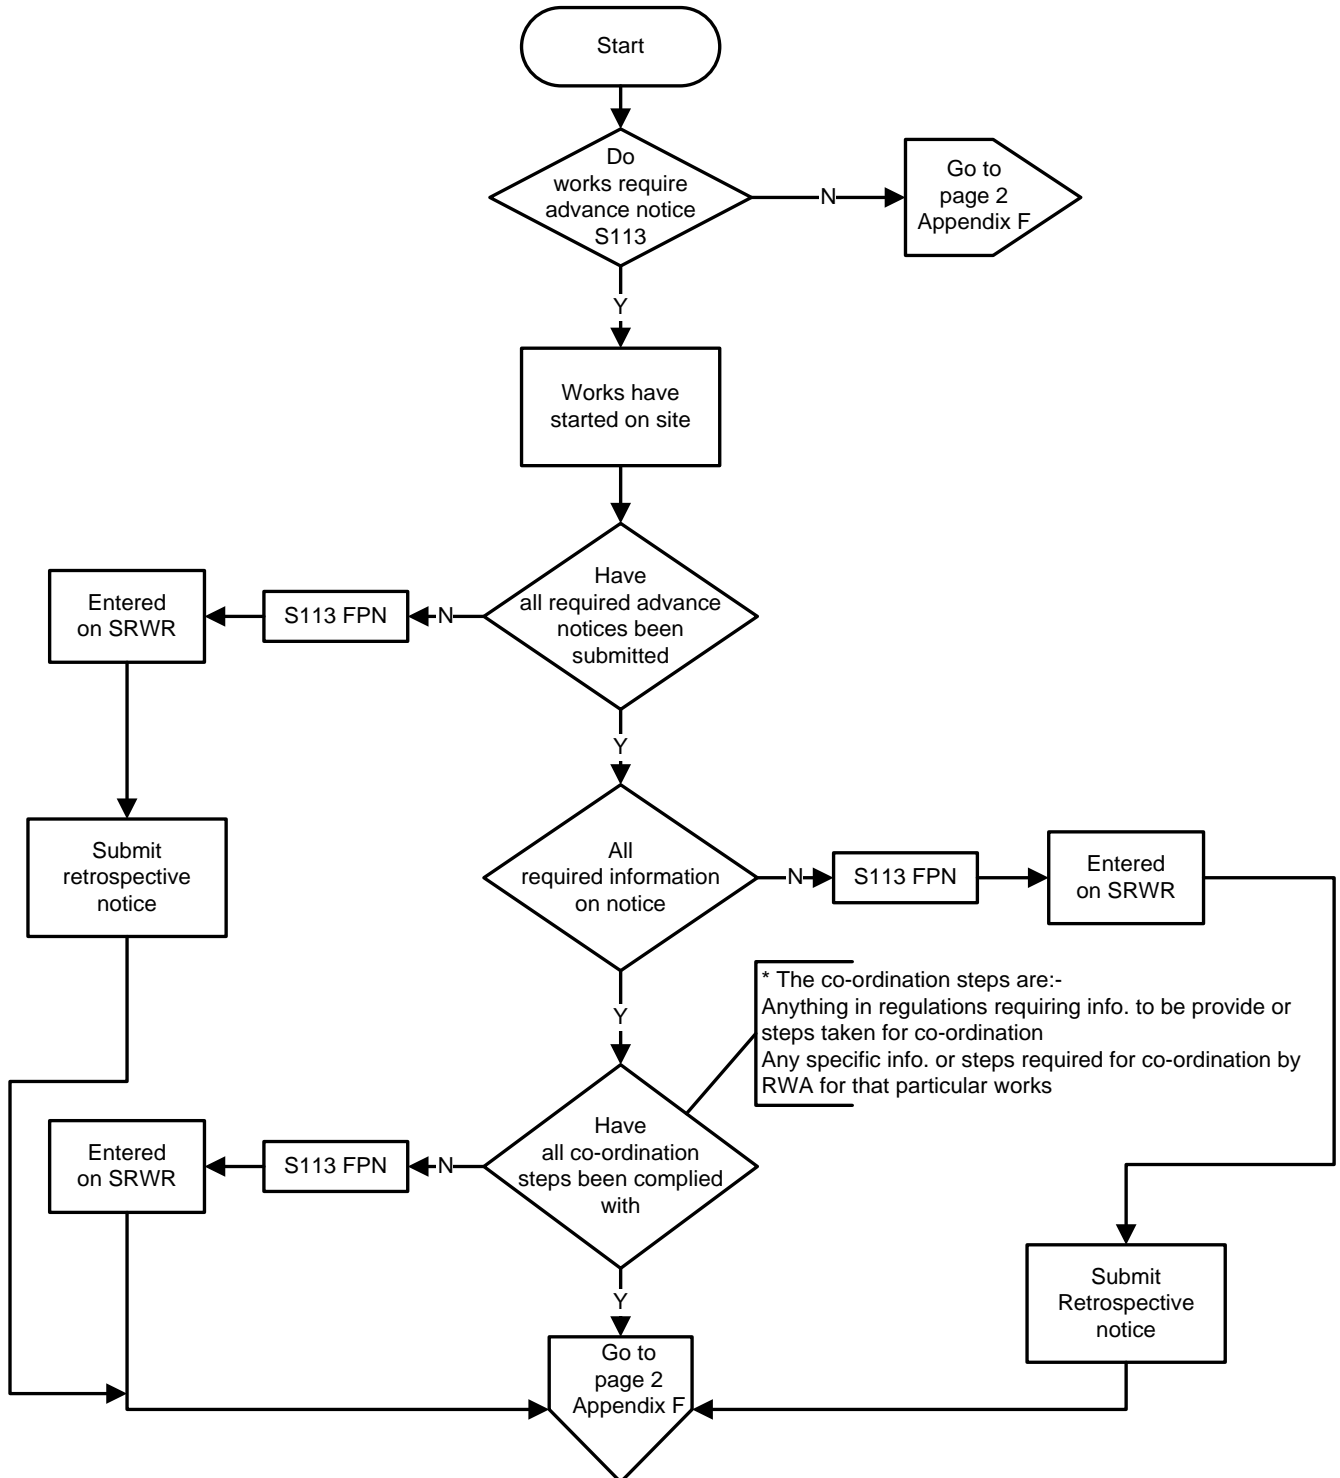 Start
Do
works require
advance notice
S113
N
Go to
page 2
Appendix F
Y
Works have
started on site
Have
all required advance
notices been
submitted
N
S113 FPN
Entered
on SRWR
Submit
retrospective
notice
Y
All
required information
on notice
N
S113 FPN
Entered
on SRWR
Y
* The co-ordination steps are:-
Anything in regulations requiring info. to be provide or
steps taken for co-ordination
Any specific info. or steps required for co-ordination by
RWA for that particular works
Have
all co-ordination
steps been complied
with
N
S113 FPN
Entered
on SRWR
Y
Submit
Retrospective
notice
Go to
page 2
Appendix F